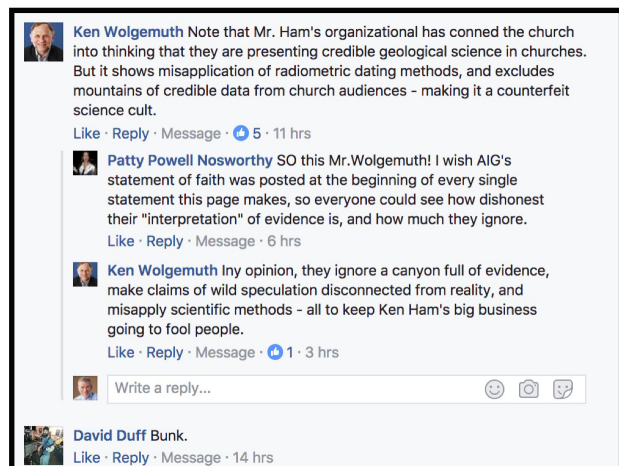 Ken Wolgemuth Note that Mr. Ham's organizational has conned the church
into thinking that they are presenting credible geological science in churches.
But it shows misapplication of radiometric dating methods, and excludes
mountains of credible data from church audiences - making it a counterfeit
science cult.
Like · Reply · Message · 5 · 11 hrs
Patty Powell Nosworthy SO this Mr.Wolgemuth! I wish AIG's
statement of faith was posted at the beginning of every single
statement this page makes, so everyone could see how dishonest
their "interpretation" of evidence is, and how much they ignore.
Like · Reply · Message · 6 hrs
Ken Wolgemuth Iny opinion, they ignore a canyon full of evidence,
make claims of wild speculation disconnected from reality, and
misapply scientific methods - all to keep Ken Ham's big business
going to fool people.
Like · Reply · Message · 1 · 3 hrs
Write a reply...
David Duff Bunk.
Like · Reply · Message · 14 hrs